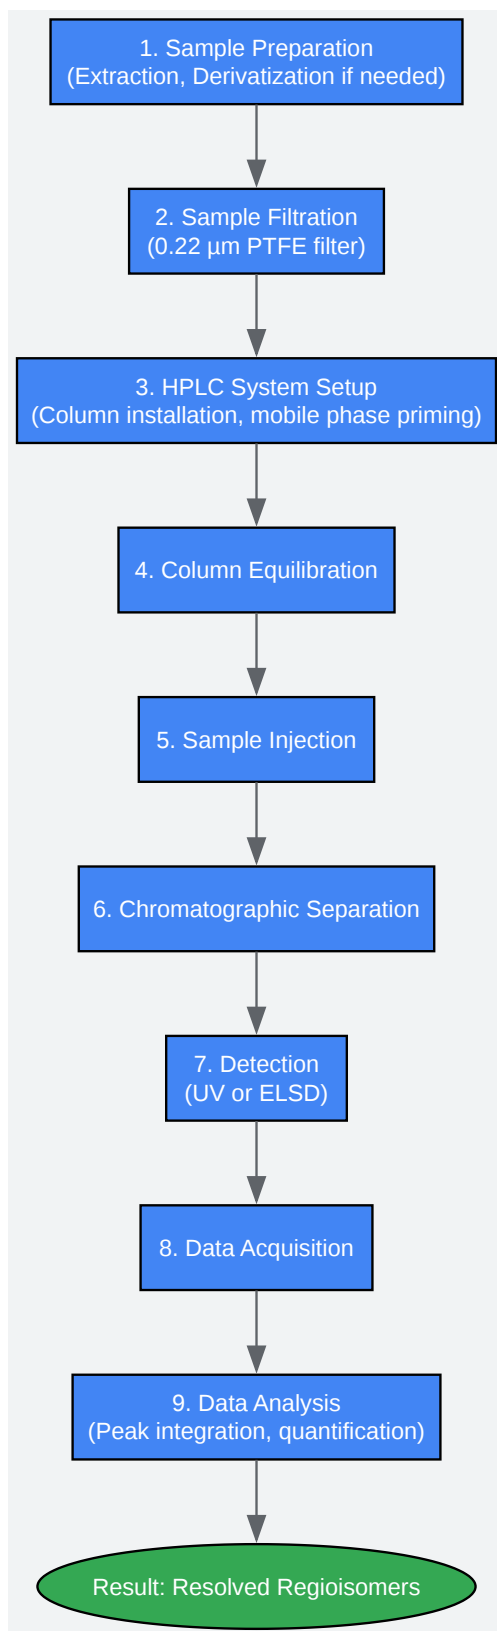 1. Sample Preparation
(Extraction, Derivatization if needed)
2. Sample Filtration
(0.22 µm PTFE filter)
3. HPLC System Setup
(Column installation, mobile phase priming)
4. Column Equilibration
5. Sample Injection
6. Chromatographic Separation
7. Detection
(UV or ELSD)
8. Data Acquisition
9. Data Analysis
(Peak integration, quantification)
Result: Resolved Regioisomers